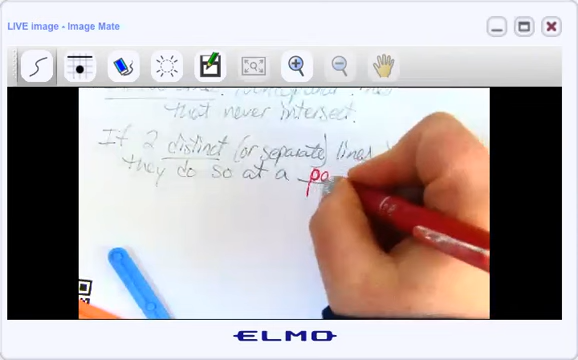 LIVE image - Image Mate
that never intersect.
If 2 distinct (or separate) lines
they do so at a po
ELMO